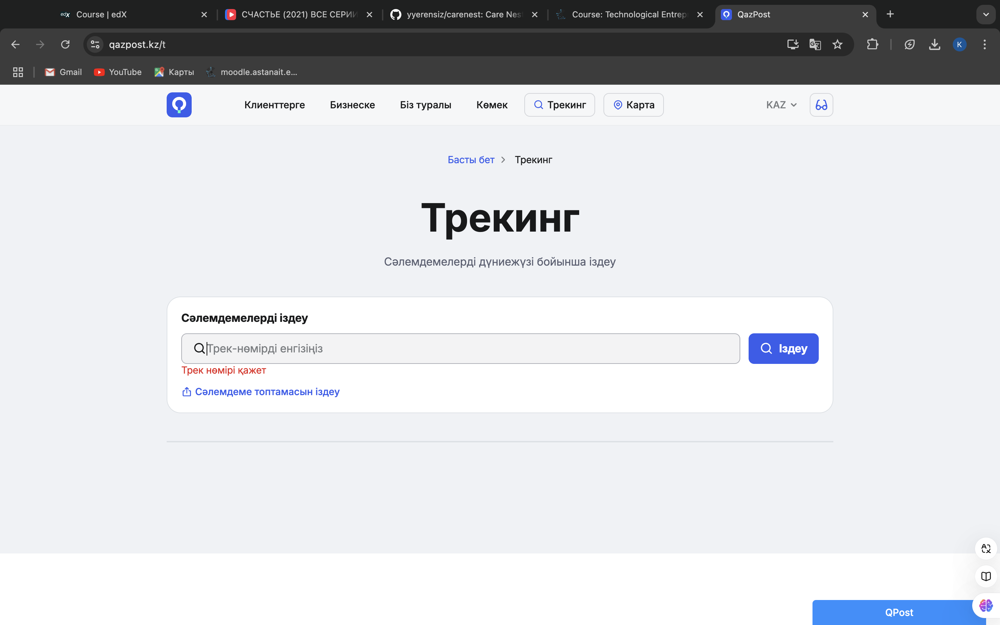 edX Course | edX
СЧАСТЬЕ (2021) ВСЕ СЕРИИ
yyerensiz/carenest: Care Nest
Course: Technological Entrep
QazPost
qazpost.kz/t
K
Gmail
YouTube
Карты
moodle.astanait.e...
Клиенттерге
Бизнеске
Біз туралы
Көмек
Трекинг
Карта
KAZ
Басты бет
Трекинг
Трекинг
Сәлемдемелерді дүниежүзі бойынша іздеу
Сәлемдемелерді іздеу
Трек-нөмірді енгізіңіз
Іздеу
Трек нөмірі қажет
Сәлемдеме топтамасын іздеу
QPost